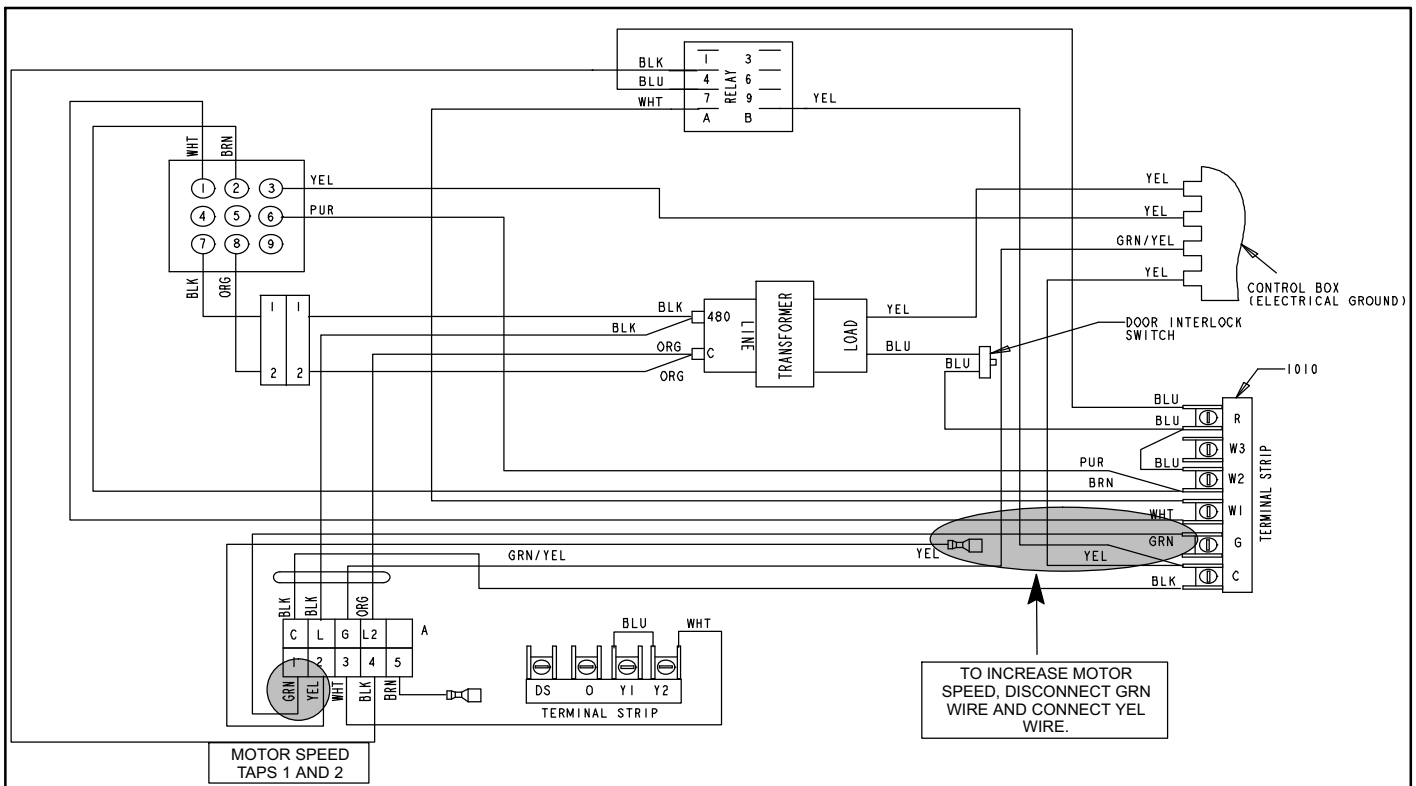 BLK
BLU
WHT
1 3
4 6
7 9
A B
RELAY
YEL
WHT
BRN
1 2 3
4 5 6
7 8 9
YEL
PUR
BLK
ORG
1 1
2 2
BLK
BLK
ORG
ORG
480
C
LINE
TRANSFORMER
LOAD
YEL
BLU
BLU
YEL
YEL
GRN/YEL
YEL
CONTROL BOX
(ELECTRICAL GROUND)
DOOR INTERLOCK
SWITCH
1010
BLU
BLU
BLU
PUR
BRN
WHT
GRN
YEL
YEL
BLK
R
W3
W2
W1
G
C
TERMINAL STRIP
GRN/YEL
BLK
BLK
ORG
C L G L2
A
1 2 3 4 5
GRN
YEL
WHT
BLK
BRN
MOTOR SPEED
TAPS 1 AND 2
BLU
WHT
DS O Y1 Y2
TERMINAL STRIP
TO INCREASE MOTOR
SPEED, DISCONNECT GRN
WIRE AND CONNECT YEL
WIRE.